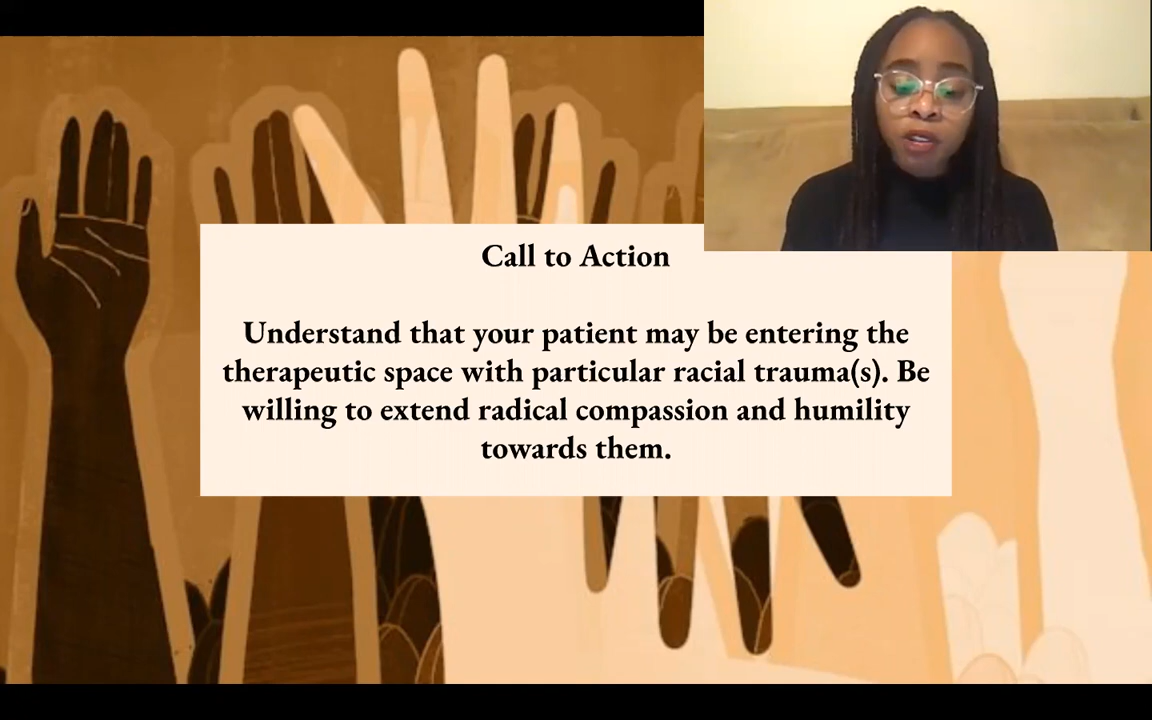 Call to Action
Understand that your patient may be entering the
therapeutic space with particular racial trauma(s). Be
willing to extend radical compassion and humility
towards them.